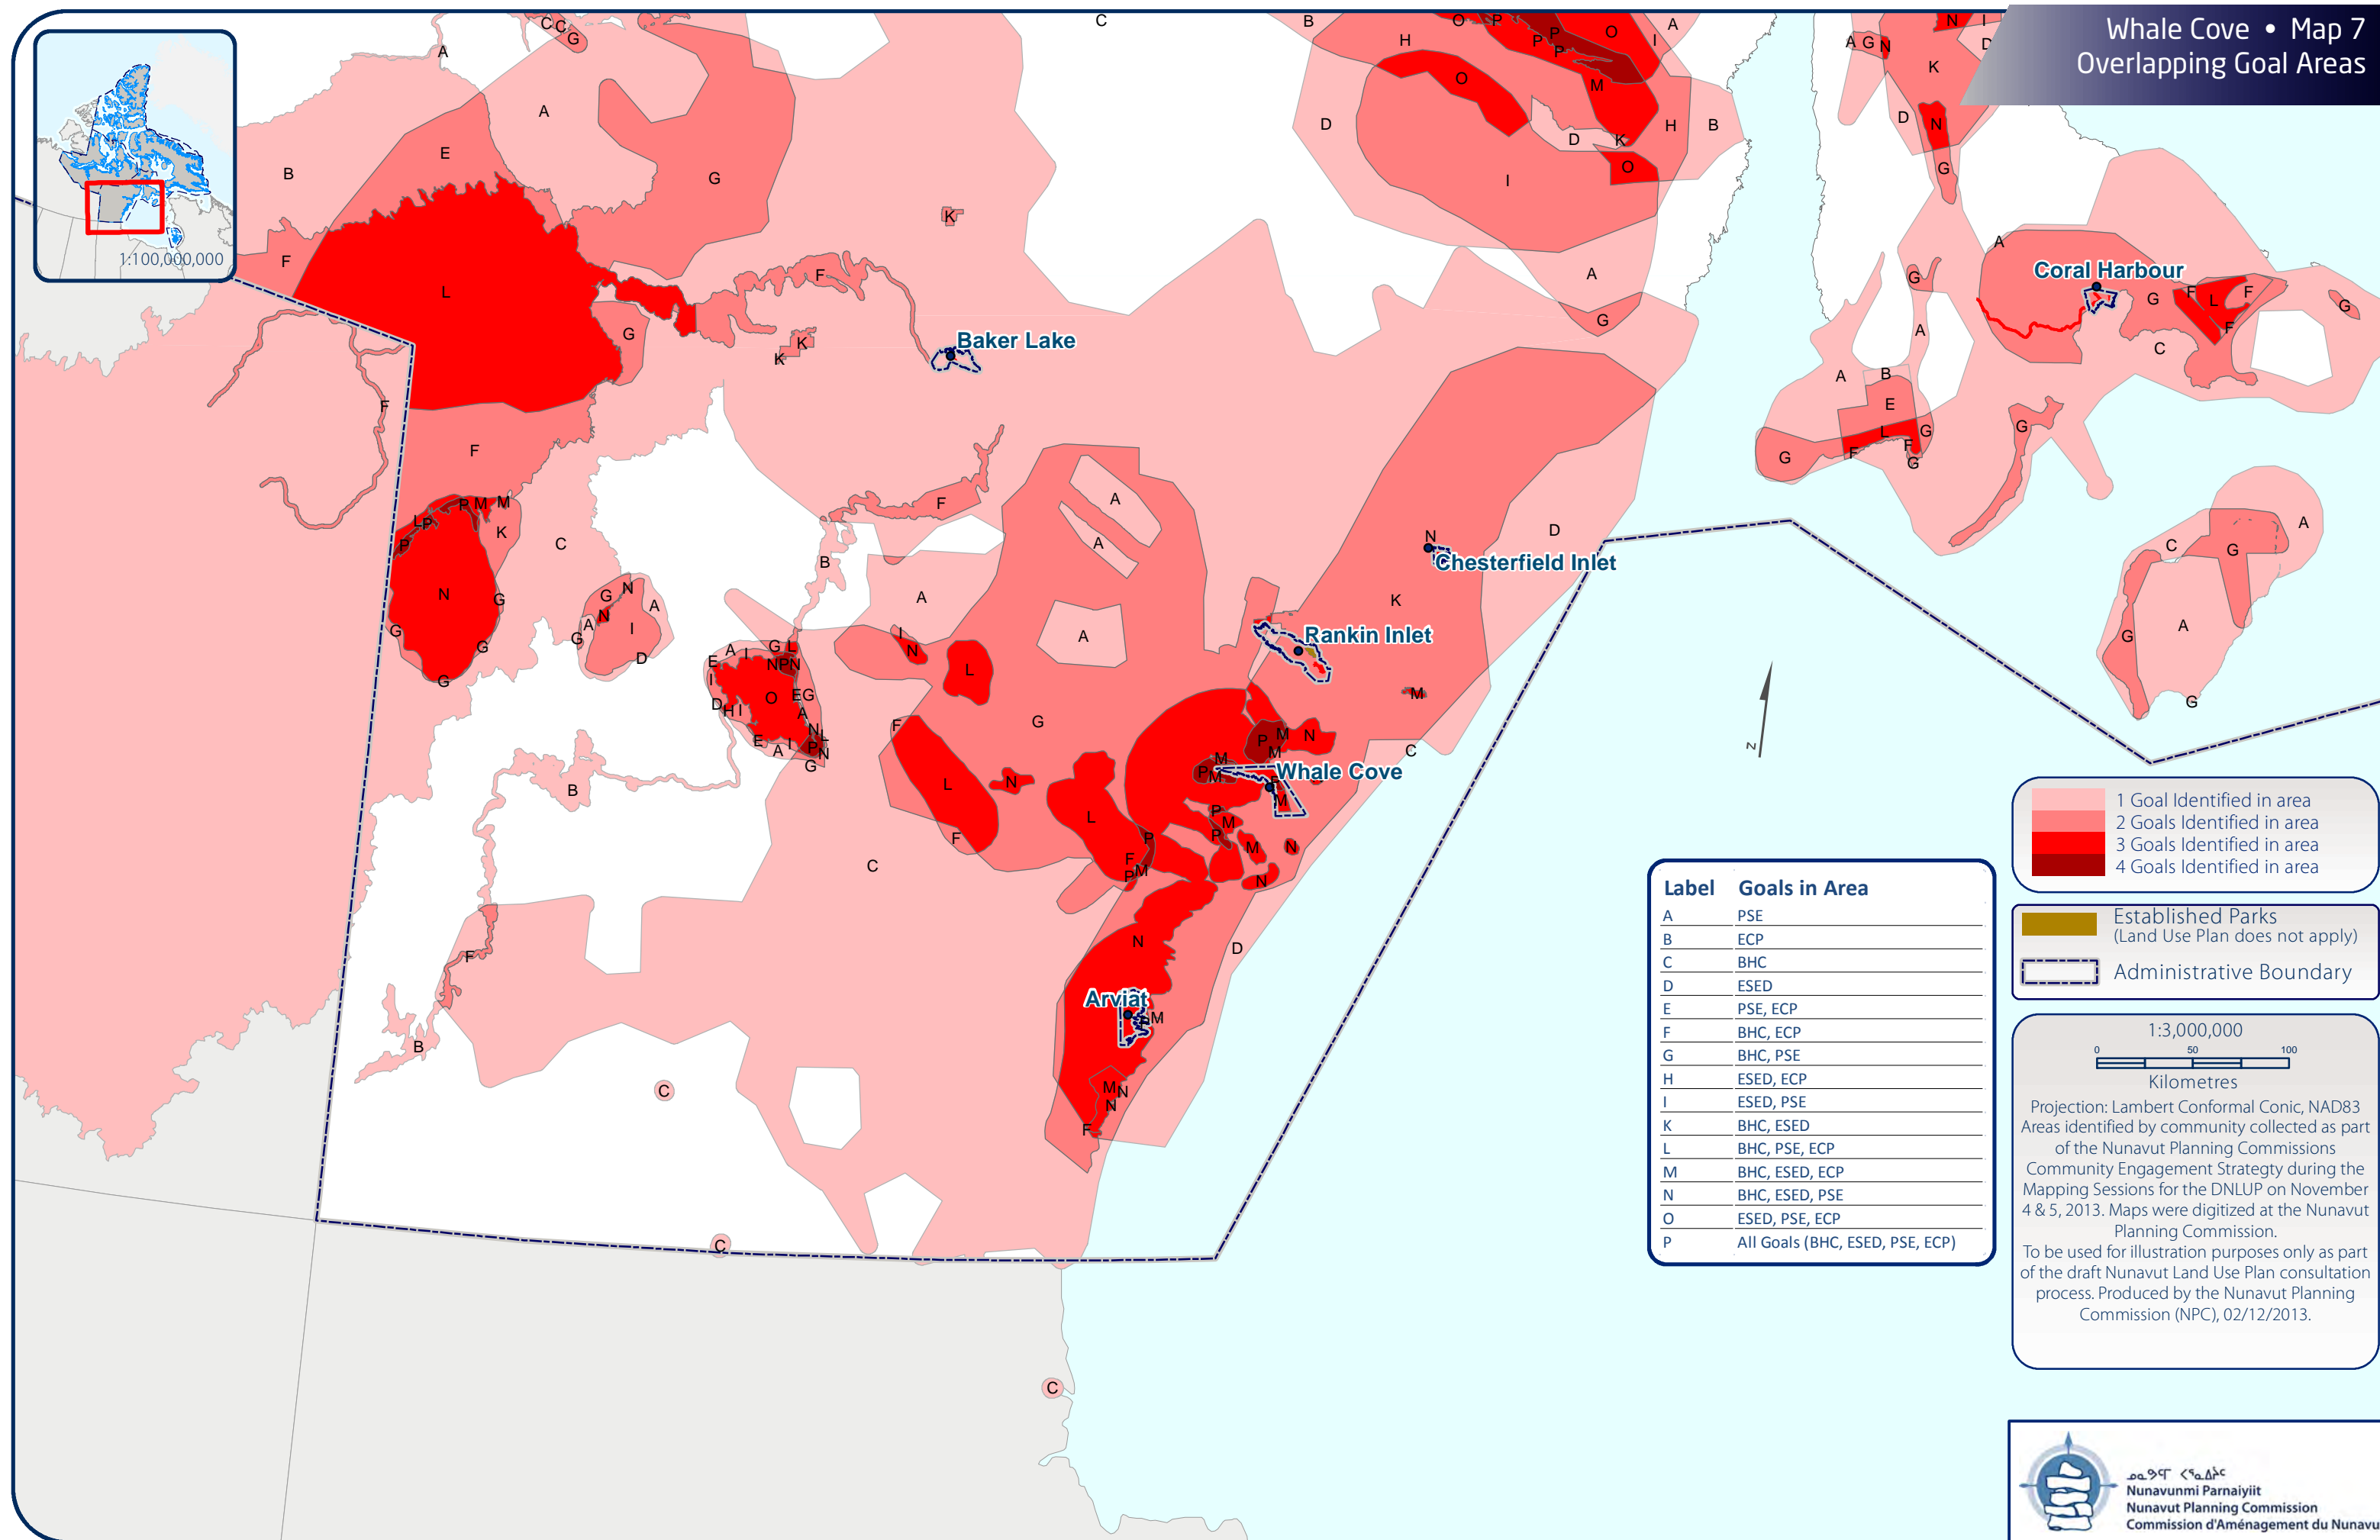 Whale Cove • Map 7
Overlapping Goal Areas
1:100,000,000
Baker Lake
Coral Harbour
Chesterfield Inlet
Rankin Inlet
Whale Cove
Arviat
N
1 Goal Identified in area
2 Goals Identified in area
3 Goals Identified in area
4 Goals Identified in area
Established Parks
(Land Use Plan does not apply)
Administrative Boundary
Label Goals in Area
A PSE
B ECP
C BHC
D ESED
E PSE, ECP
F BHC, ECP
G BHC, PSE
H ESED, ECP
I ESED, PSE
K BHC, ESED
L BHC, PSE, ECP
M BHC, ESED, ECP
N BHC, ESED, PSE
O ESED, PSE, ECP
P All Goals (BHC, ESED, PSE, ECP)
1:3,000,000
0 50 100
Kilometres
Projection: Lambert Conformal Conic, NAD83
Areas identified by community collected as part
of the Nunavut Planning Commissions
Community Engagement Strategty during the
Mapping Sessions for the DNLUP on November
4 & 5, 2013. Maps were digitized at the Nunavut
Planning Commission.
To be used for illustration purposes only as part
of the draft Nunavut Land Use Plan consultation
process. Produced by the Nunavut Planning
Commission (NPC), 02/12/2013.
Nunavunmi Parnaiyiit
Nunavut Planning Commission
Commission d'Aménagement du Nunavu